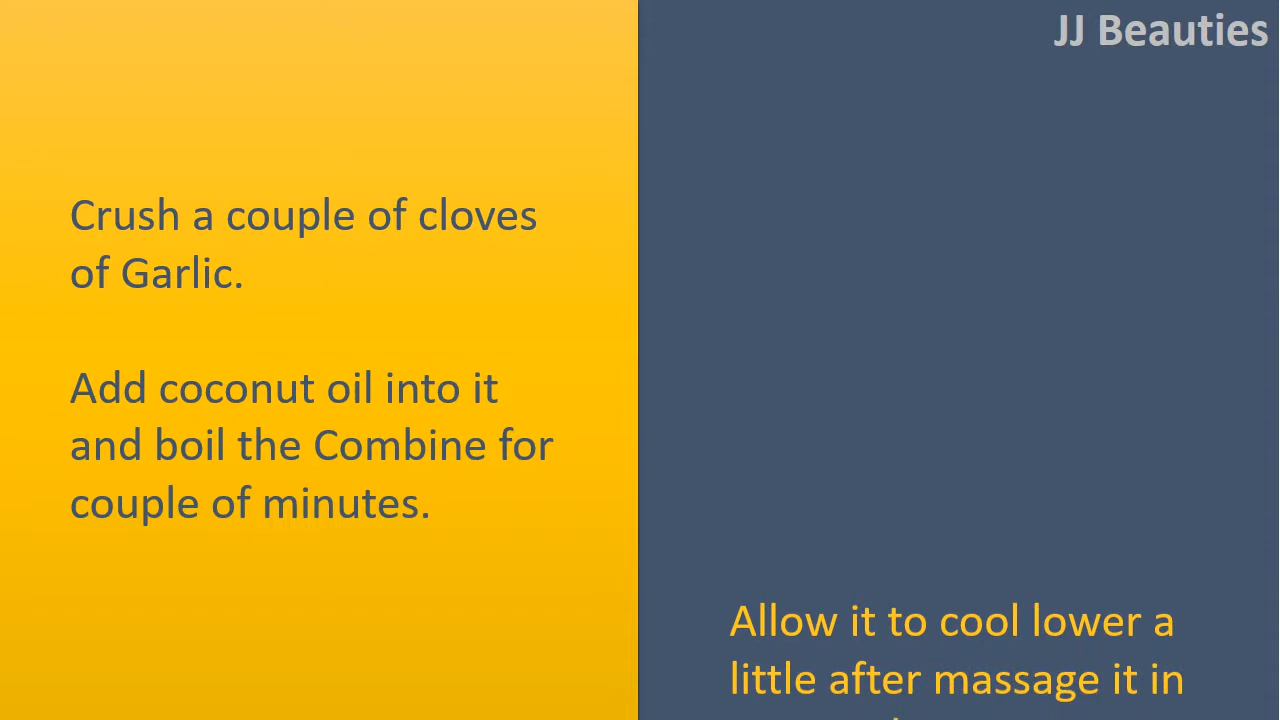 JJ Beauties
Crush a couple of cloves
of Garlic.
Add coconut oil into it
and boil the Combine for
couple of minutes.
Allow it to cool lower a
little after massage it in